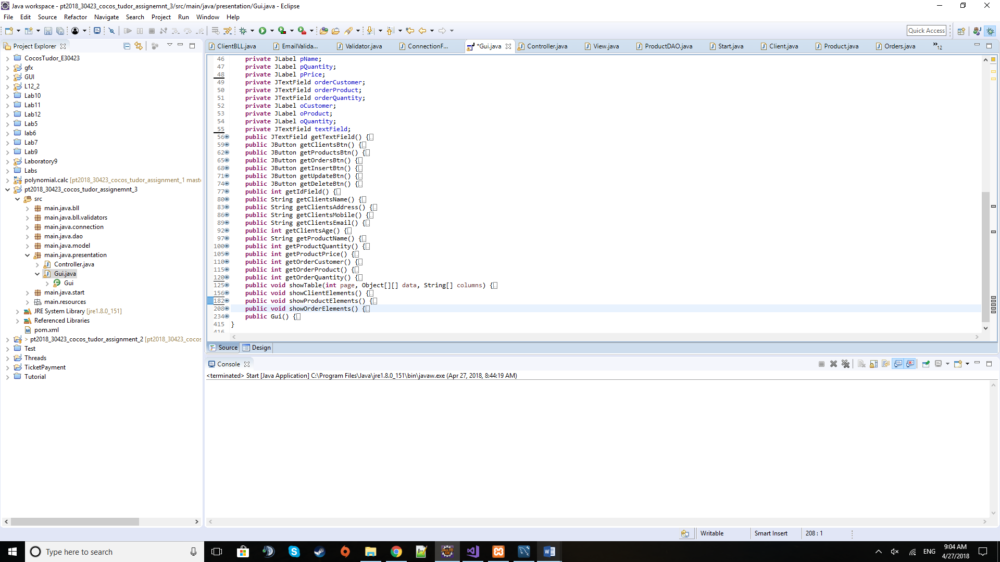 Java workspace - pt2018_30423_cocos_tudor_assignemnt_3/src/main/java/presentation/Gui.java - Eclipse
File Edit Source Refactor Navigate Search Project Run Window Help
Quick Access
Project Explorer
CocosTudor_E30423
gfx
GUI
L12_2
Lab10
Lab11
Lab12
Lab5
lab6
Lab7
Lab9
Laboratory9
Labs
polynomial.calc [pt2018_30423_cocos_tudor_assignment_1 maste
pt2018_30423_cocos_tudor_assignemnt_3
src
main.java.bll
main.java.bll.validators
main.java.connection
main.java.dao
main.java.model
main.java.presentation
Controller.java
Gui.java
Gui
main.java.start
main.resources
JRE System Library [jre1.8.0_151]
Referenced Libraries
pom.xml
> pt2018_30423_cocos_tudor_assignment_2 [pt2018_30423_cocos
Test
Threads
TicketPayment
Tutorial
ClientBLL.java EmailValida... Validator.java ConnectionF... *Gui.java Controller.java View.java ProductDAO.java Start.java Client.java Product.java Orders.java »12
46 private JLabel pName;
47 private JLabel pQuantity;
48 private JLabel pPrice;
49 private JTextField orderCustomer;
50 private JTextField orderProduct;
51 private JTextField orderQuantity;
52 private JLabel oCustomer;
53 private JLabel oProduct;
54 private JLabel oQuantity;
55 private JTextField textField;
56 public JTextField getTextField() {
59 public JButton getClientsBtn() {
62 public JButton getProductsBtn() {
65 public JButton getOrdersBtn() {
68 public JButton getInsertBtn() {
71 public JButton getUpdateBtn() {
74 public JButton getDeleteBtn() {
77 public int getIdField() {
80 public String getClientsName() {
83 public String getClientsAddress() {
86 public String getClientsMobile() {
89 public String getClientsEmail() {
92 public int getClientsAge() {
97 public String getProductName() {
100 public int getProductQuantity() {
105 public int getProductPrice() {
110 public int getOrderCustomer() {
115 public int getOrderProduct() {
120 public int getOrderQuantity() {
125 public void showTable(int page, Object[][] data, String[] columns) {
156 public void showClientElements() {
182 public void showProductElements() {
208 public void showOrderElements() {
234 public Gui() {
415 }
416
Source Design
Console
<terminated> Start [Java Application] C:\Program Files\Java\jre1.8.0_151\bin\javaw.exe (Apr 27, 2018, 8:44:19 AM)
Writable Smart Insert 208 : 1
Type here to search
ENG
9:04 AM
4/27/2018